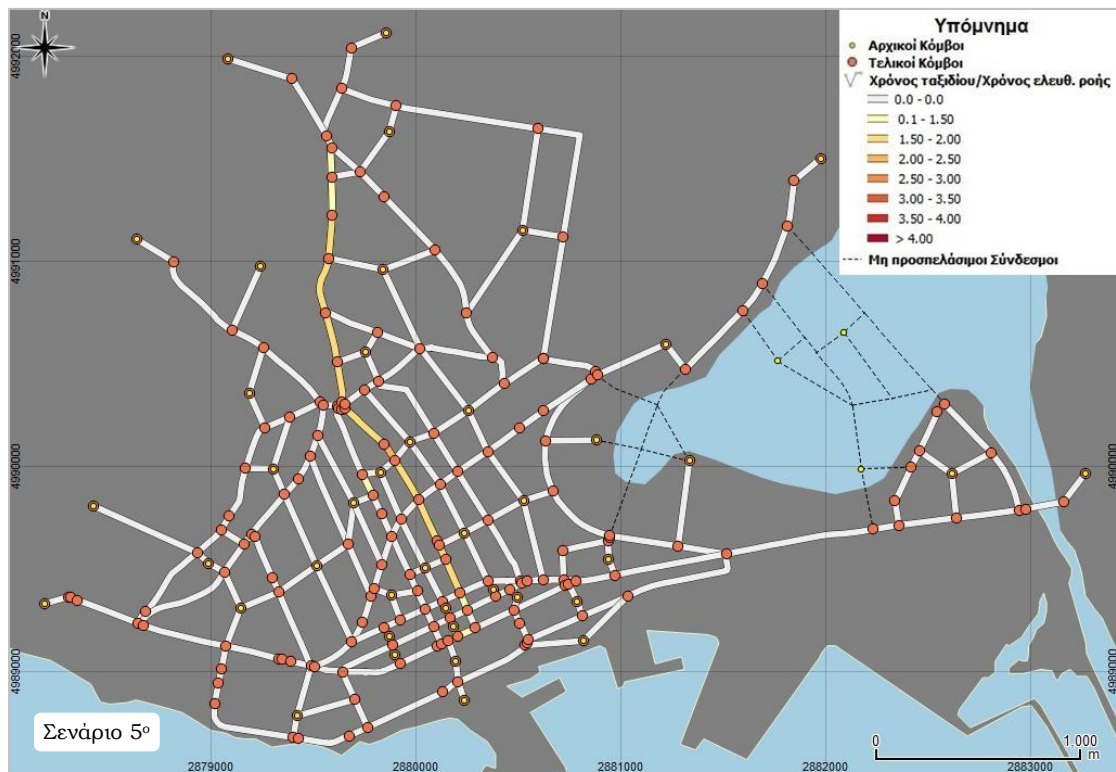 N
Υπόμνημα
Αρχικοί Κόμβοι
Τελικοί Κόμβοι
Χρόνος ταξιδίου/Χρόνος ελευθ. ροής
0.0 - 0.0
0.1 - 1.50
1.50 - 2.00
2.00 - 2.50
2.50 - 3.00
3.00 - 3.50
3.50 - 4.00
> 4.00
Μη προσπελάσιμοι Σύνδεσμοι
4992000
4991000
4990000
4990000
4989000
4989000
Σενάριο 5ο
0 1,000
m
2879000 2880000 2881000 2882000 2883000